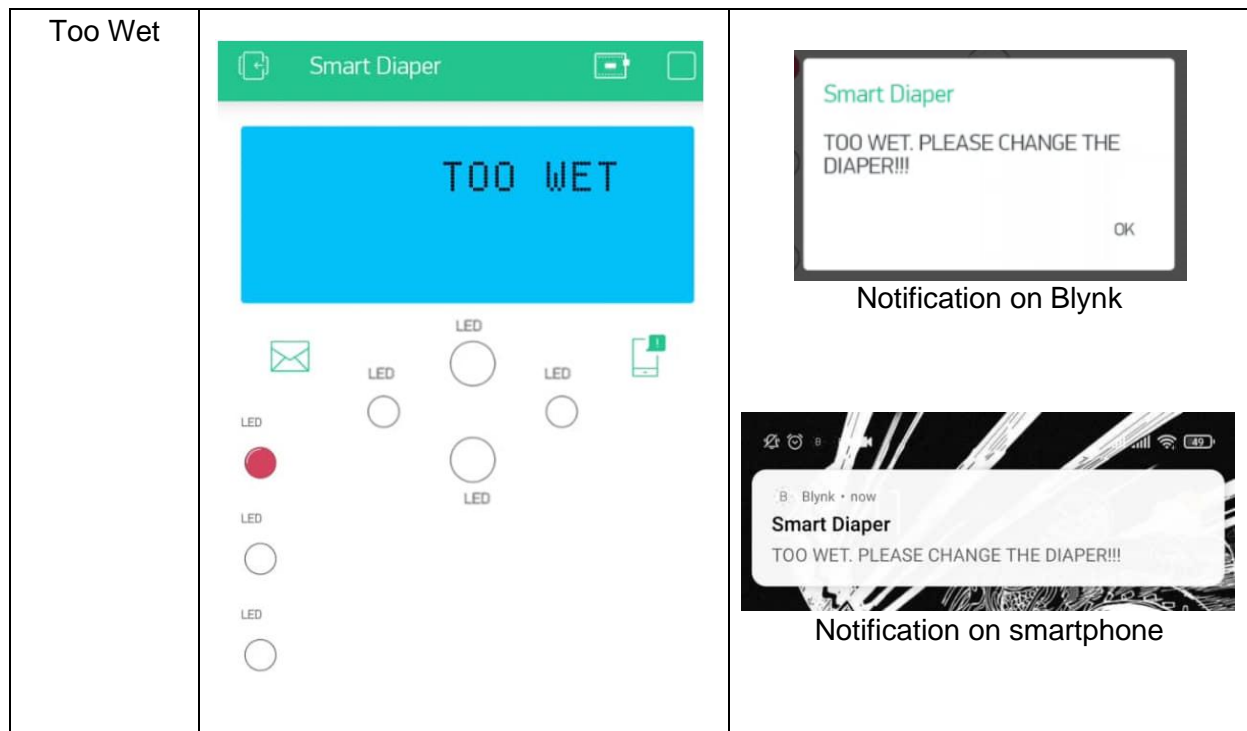 Too Wet
Smart Diaper
TOO WET
LED
LED
LED
LED
LED
LED
LED
Smart Diaper
TOO WET. PLEASE CHANGE THE
DIAPER!!!
OK
Notification on Blynk
B
49
B Blynk • now
Smart Diaper
TOO WET. PLEASE CHANGE THE DIAPER!!!
Notification on smartphone